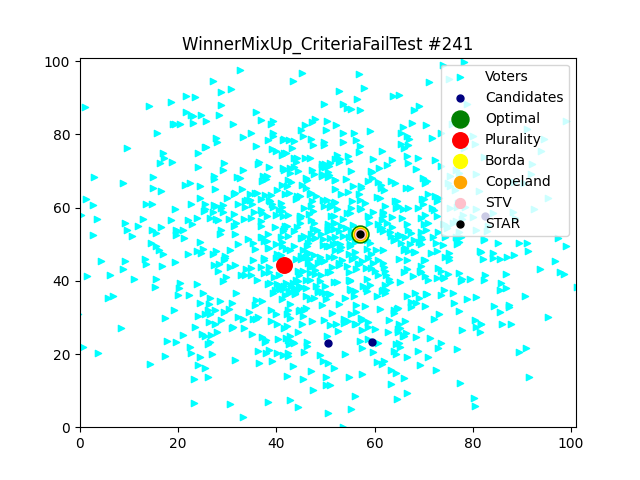 WinnerMixUp_CriteriaFailTest #241
100
80
60
40
20
0
0
20
40
60
80
100
Voters
Candidates
Optimal
Plurality
Borda
Copeland
STV
STAR